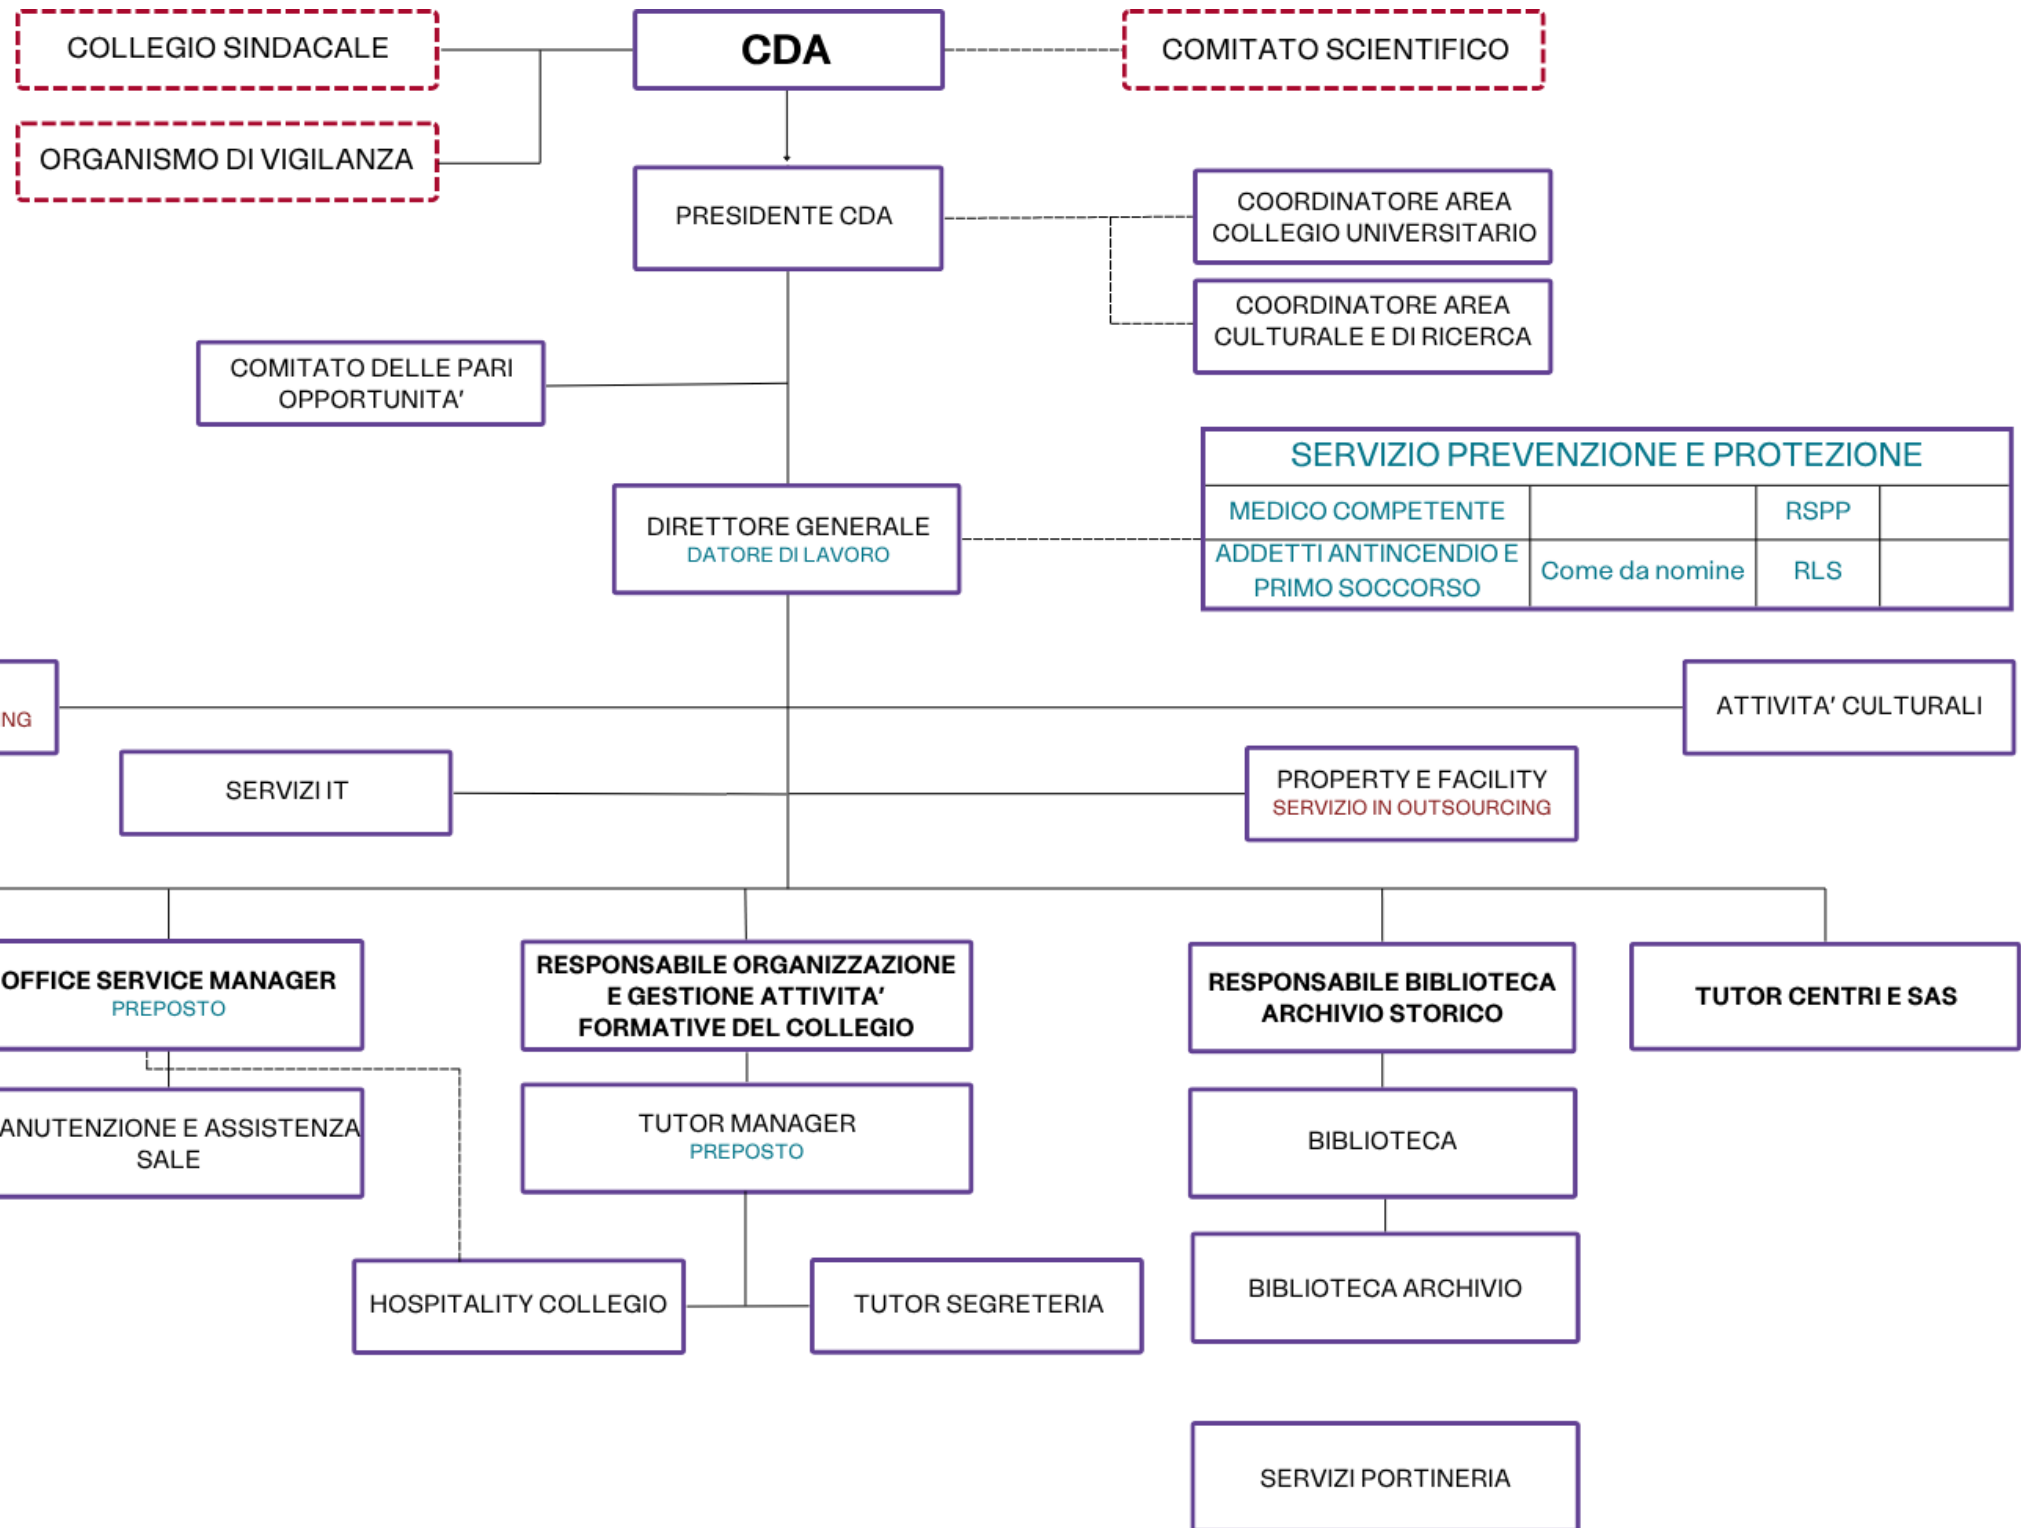 COLLEGIO SINDACALE
CDA
COMITATO SCIENTIFICO
ORGANISMO DI VIGILANZA
PRESIDENTE CDA
COORDINATORE AREA
COLLEGIO UNIVERSITARIO
COORDINATORE AREA
CULTURALE E DI RICERCA
COMITATO DELLE PARI
OPPORTUNITA'
SERVIZIO PREVENZIONE E PROTEZIONE
MEDICO COMPETENTE
RSPP
ADDETTI ANTINCENDIO E
PRIMO SOCCORSO
Come da nomine
RLS
DIRETTORE GENERALE
DATORE DI LAVORO
NG
ATTIVITA' CULTURALI
SERVIZI IT
PROPERTY E FACILITY
SERVIZIO IN OUTSOURCING
OFFICE SERVICE MANAGER
PREPOSTO
RESPONSABILE ORGANIZZAZIONE
E GESTIONE ATTIVITA'
FORMATIVE DEL COLLEGIO
RESPONSABILE BIBLIOTECA
ARCHIVIO STORICO
TUTOR CENTRI E SAS
ANUTENZIONE E ASSISTENZA
SALE
TUTOR MANAGER
PREPOSTO
BIBLIOTECA
HOSPITALITY COLLEGIO
TUTOR SEGRETERIA
BIBLIOTECA ARCHIVIO
SERVIZI PORTINERIA